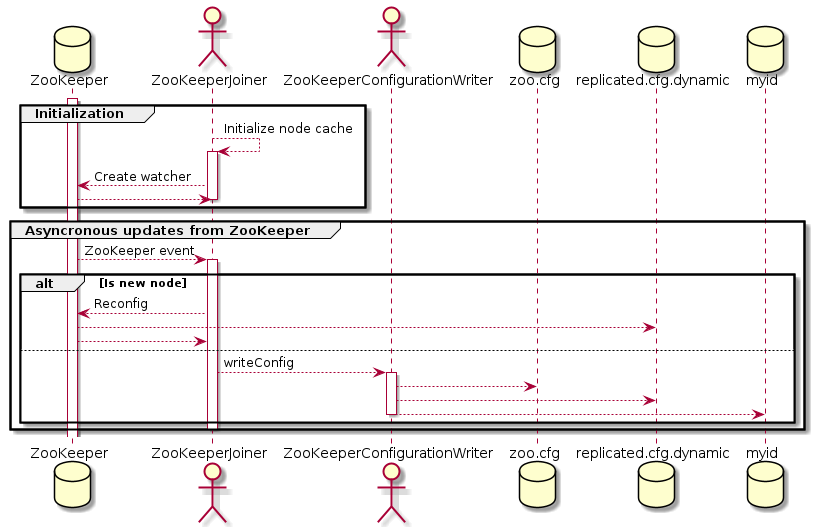 ZooKeeper ZooKeeperJoiner ZooKeeperConfigurationWriter zoo.cfg replicated.cfg.dynamic myid
Initialization
Initialize node cache
Create watcher
Asyncronous updates from ZooKeeper
ZooKeeper event
alt [Is new node]
Reconfig
writeConfig
ZooKeeper ZooKeeperJoiner ZooKeeperConfigurationWriter zoo.cfg replicated.cfg.dynamic myid